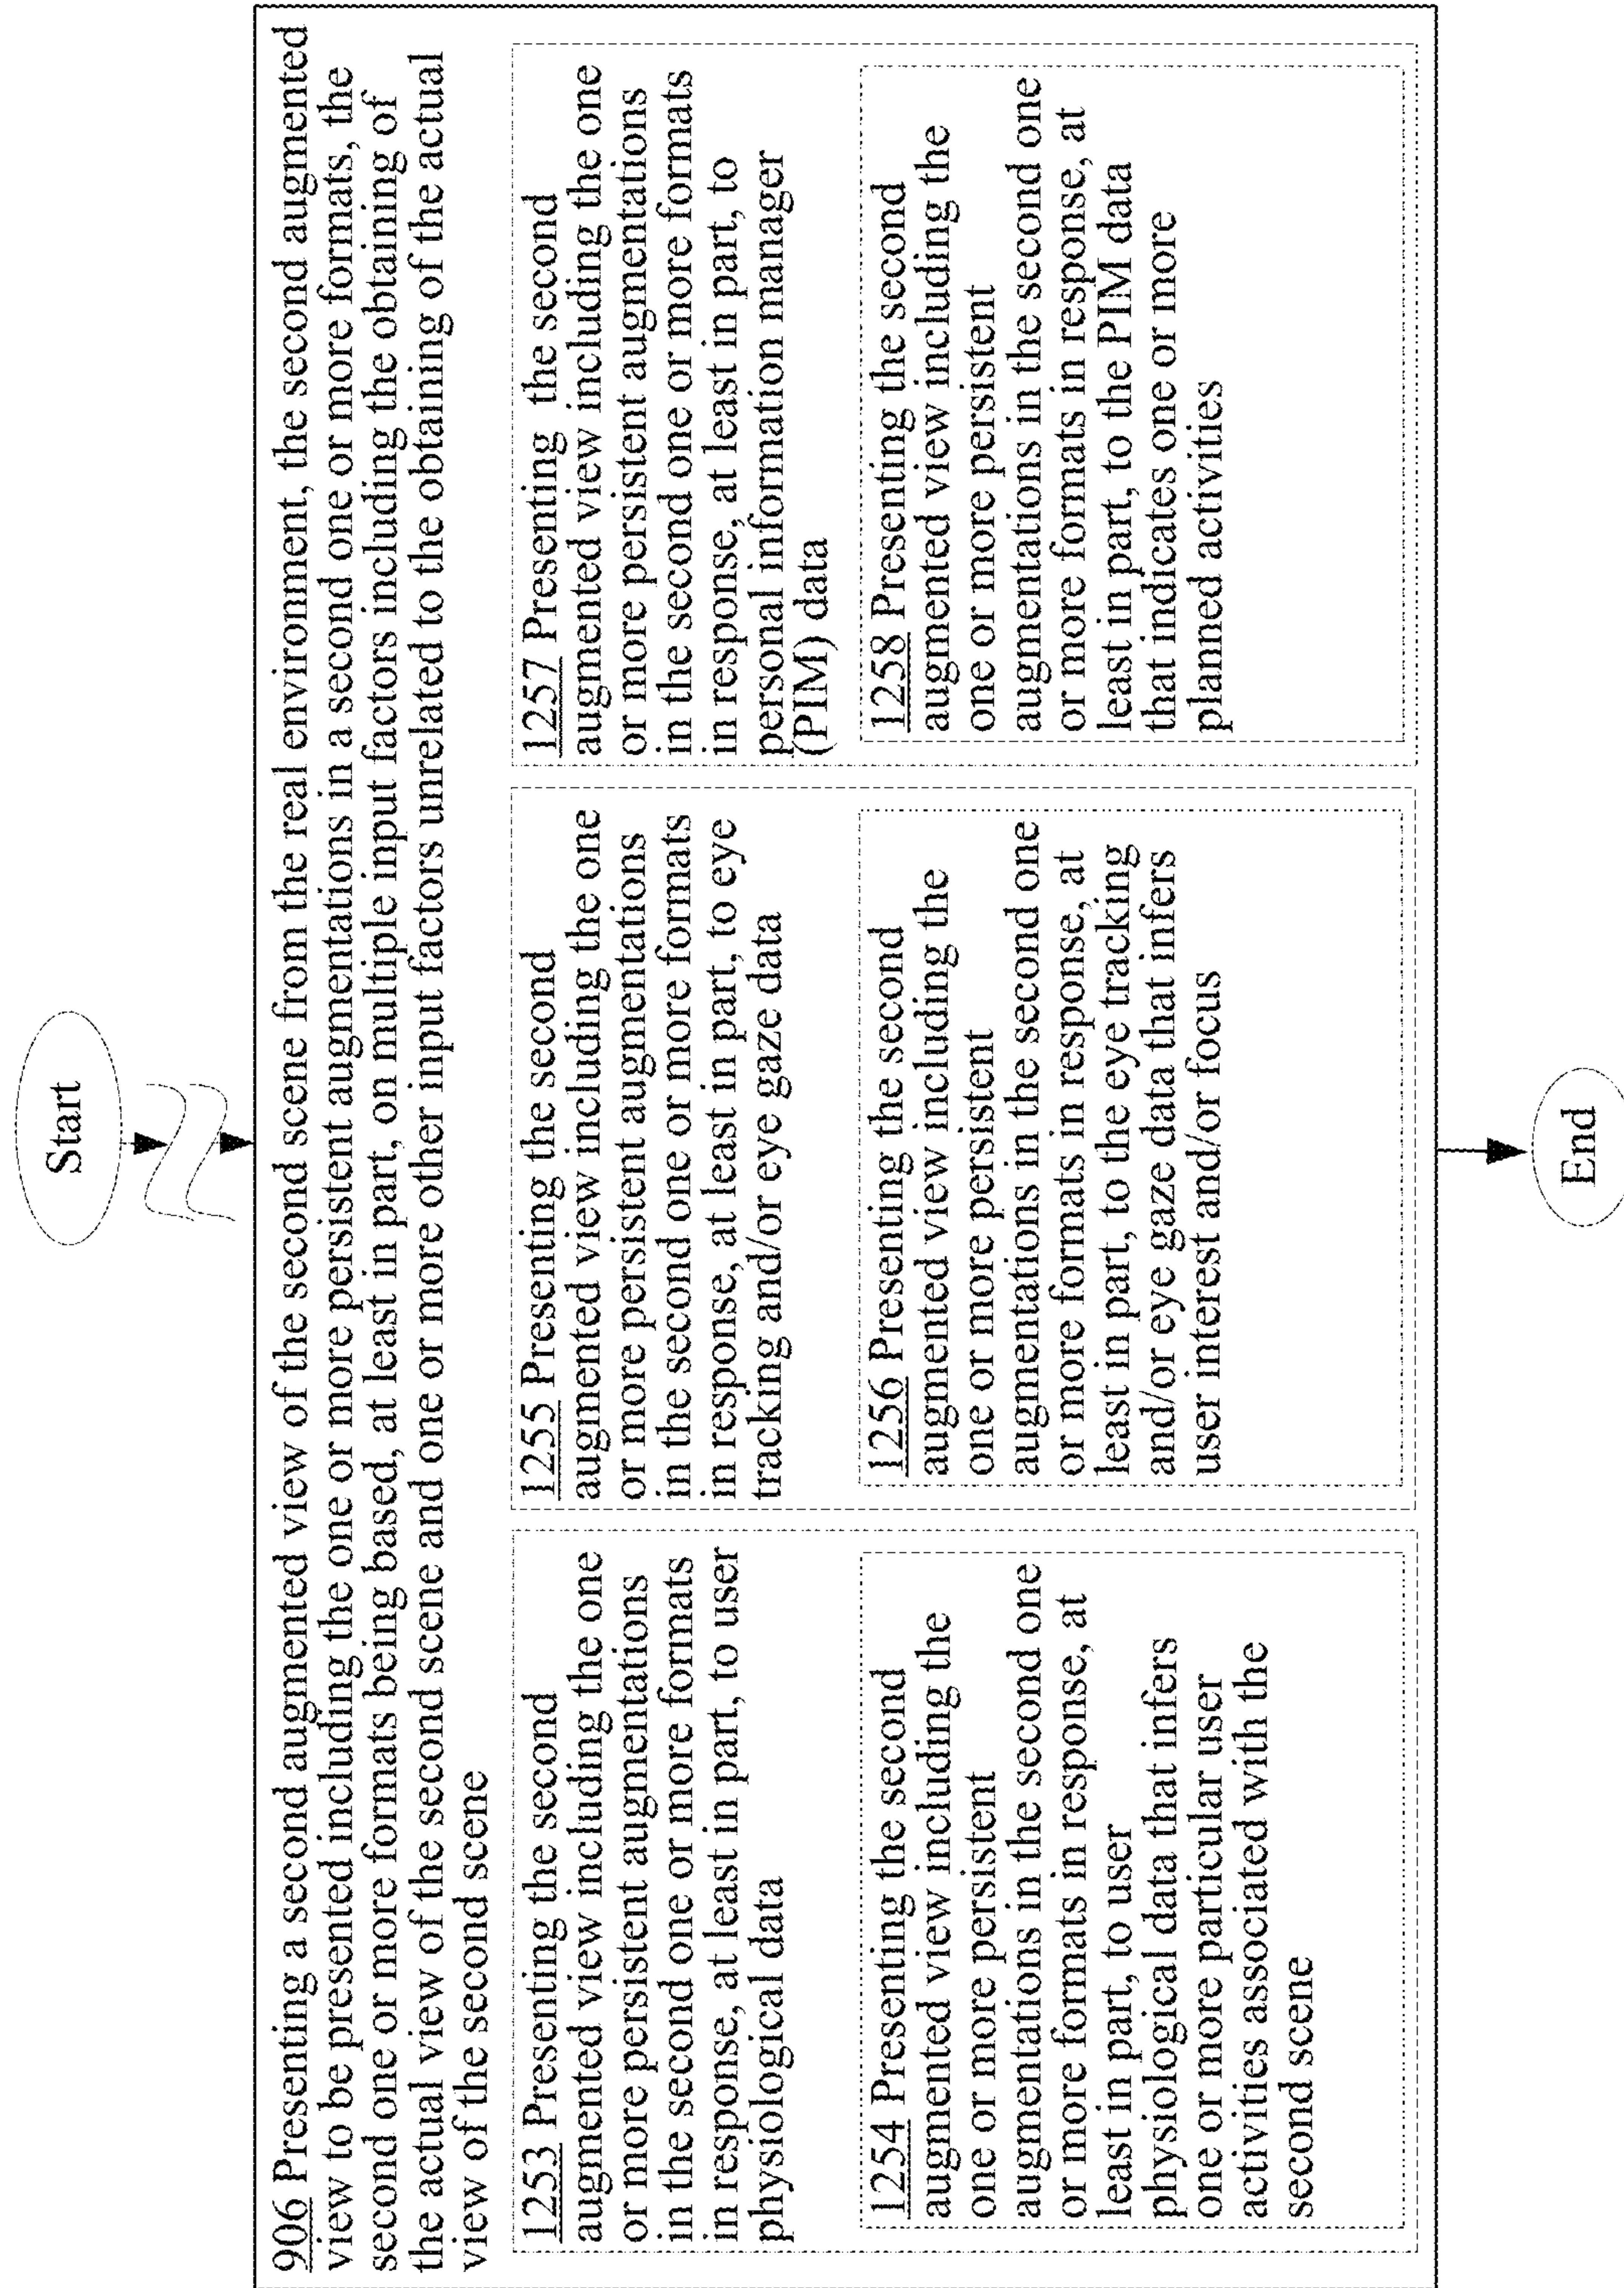 Start
906 Presenting a second augmented view of the second scene from the real environment, the second augmented
view to be presented including the one or more persistent augmentations in a second one or more formats, the
second one or more formats being based, at least in part, on multiple input factors including the obtaining of
the actual view of the second scene and one or more other input factors unrelated to the obtaining of the actual
view of the second scene
1253 Presenting the second
augmented view including the one
or more persistent augmentations
in the second one or more formats
in response, at least in part, to user
physiological data
1254 Presenting the second
augmented view including the
one or more persistent
augmentations in the second one
or more formats in response, at
least in part, to user
physiological data that infers
one or more particular user
activities associated with the
second scene
1255 Presenting the second
augmented view including the one
or more persistent augmentations
in the second one or more formats
in response, at least in part, to eye
tracking and/or eye gaze data
1256 Presenting the second
augmented view including the
one or more persistent
augmentations in the second one
or more formats in response, at
least in part, to the eye tracking
and/or eye gaze data that infers
user interest and/or focus
1257 Presenting the second
augmented view including the one
or more persistent augmentations
in the second one or more formats
in response, at least in part, to
personal information manager
(PIM) data
1258 Presenting the second
augmented view including the
one or more persistent
augmentations in the second one
or more formats in response, at
least in part, to the PIM data
that indicates one or more
planned activities
End